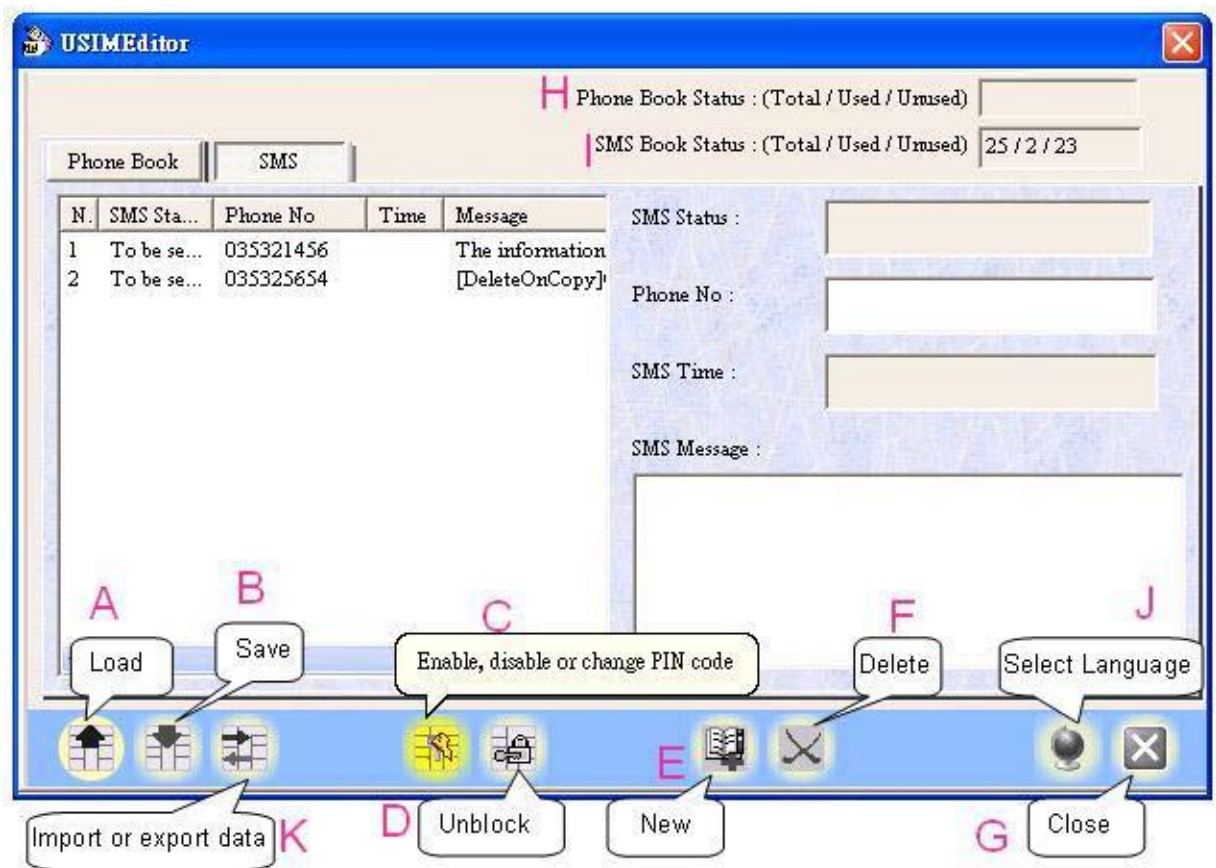 USIMEditor
H Phone Book Status : (Total / Used / Unused)
I SMS Book Status : (Total / Used / Unused) 25 / 2 / 23
Phone Book SMS
N. SMS Sta... Phone No Time Message
1 To be se... 035321456 The information
2 To be se... 035325654 [DeleteOnCopy]
SMS Status :
Phone No :
SMS Time :
SMS Message :
A B C F J
Load Save Enable, disable or change PIN code Delete Select Language
E
Import or export data K D Unblock New G Close